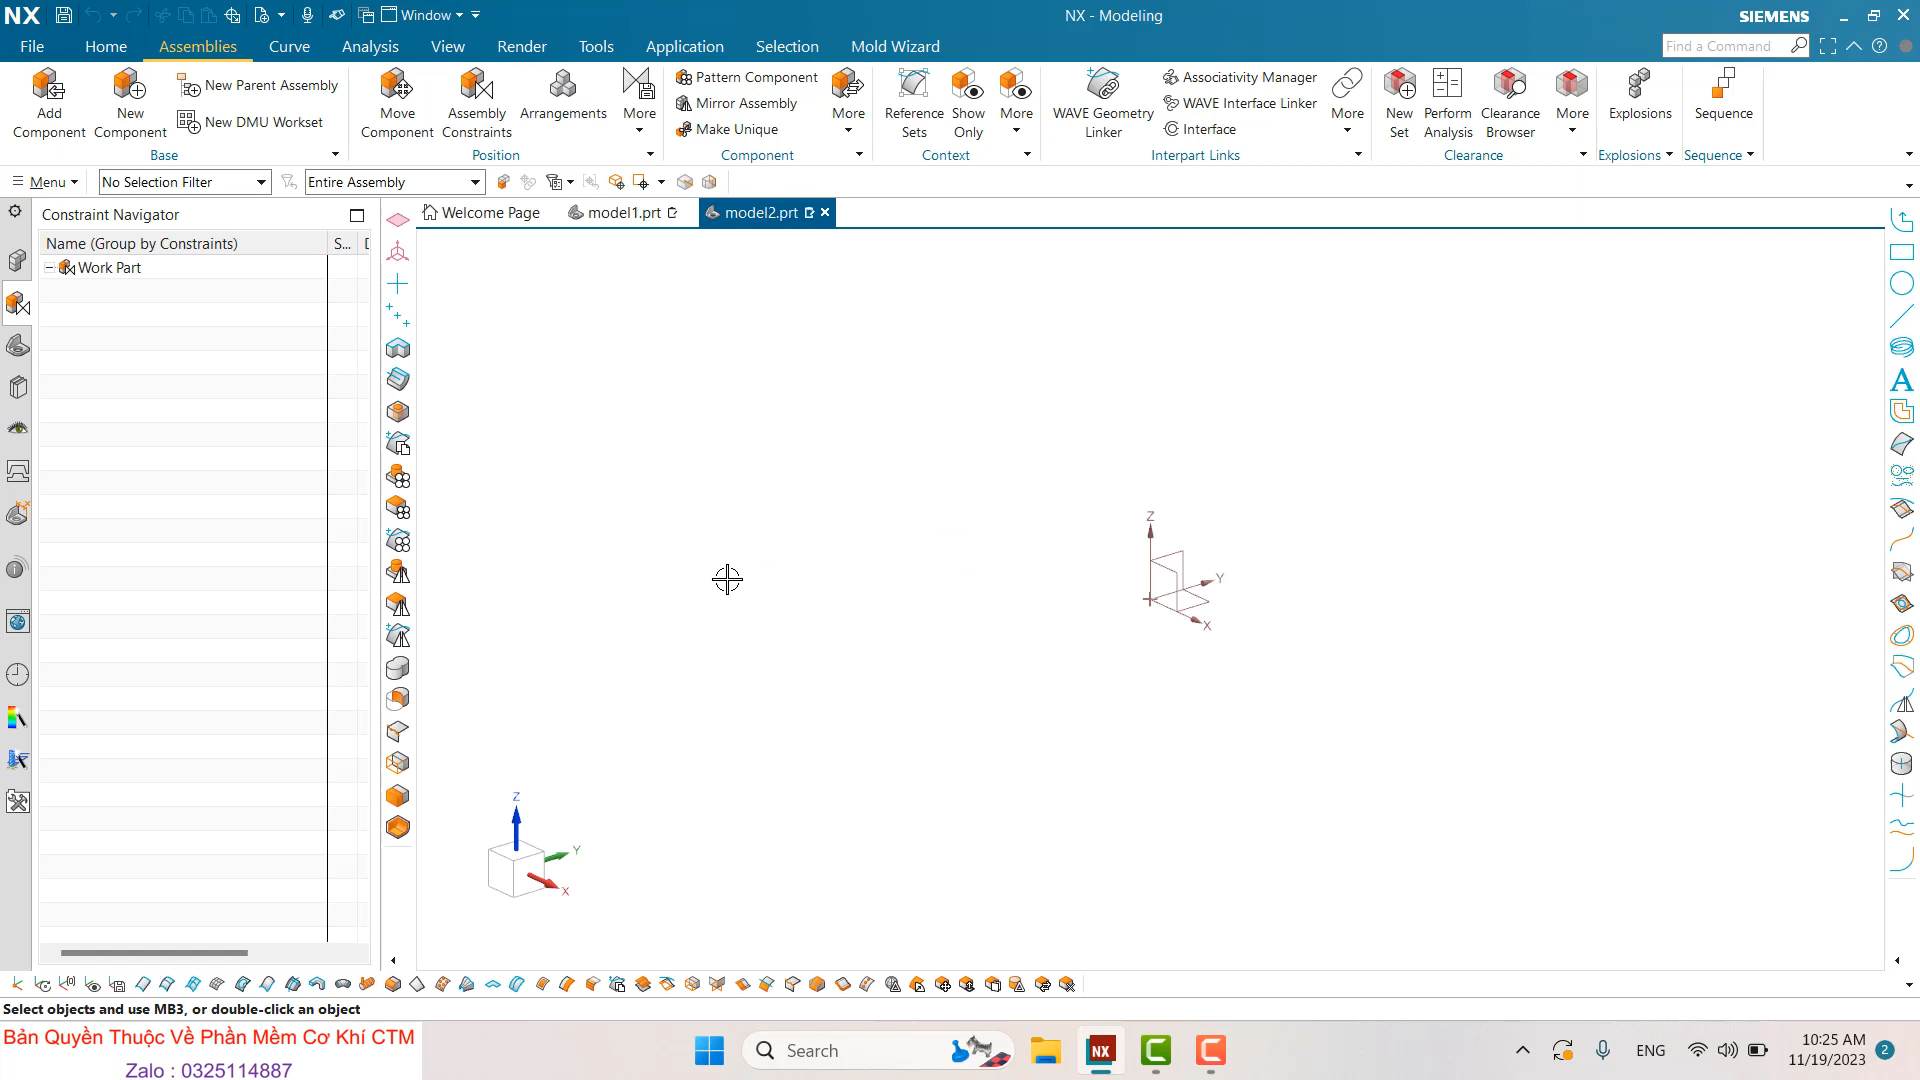 NX
Window
NX - Modeling
SIEMENS
File
Home
Assemblies
Curve
Analysis
View
Render
Tools
Application
Selection
Mold Wizard
Find a Command
Add
Component
New
Component
New Parent Assembly
New DMU Workset
Base
Move
Component
Assembly
Constraints
Arrangements
More
Position
Pattern Component
Mirror Assembly
Make Unique
More
Component
Reference
Sets
Show
Only
More
Context
WAVE Geometry
Linker
Associativity Manager
WAVE Interface Linker
Interface
More
Interpart Links
New
Set
Perform
Analysis
Clearance
Browser
More
Clearance
Explosions
Explosions
Sequence
Sequence
Menu
No Selection Filter
Entire Assembly
Constraint Navigator
Welcome Page
model1.prt
model2.prt
Name (Group by Constraints)
S...
Work Part
Z
Y
X
Z
Y
X
A
Select objects and use MB3, or double-click an object
Bản Quyền Thuộc Về Phần Mềm Cơ Khí CTM
Zalo : 0325114887
Search
NX
ENG
10:25 AM
11/19/2023
2